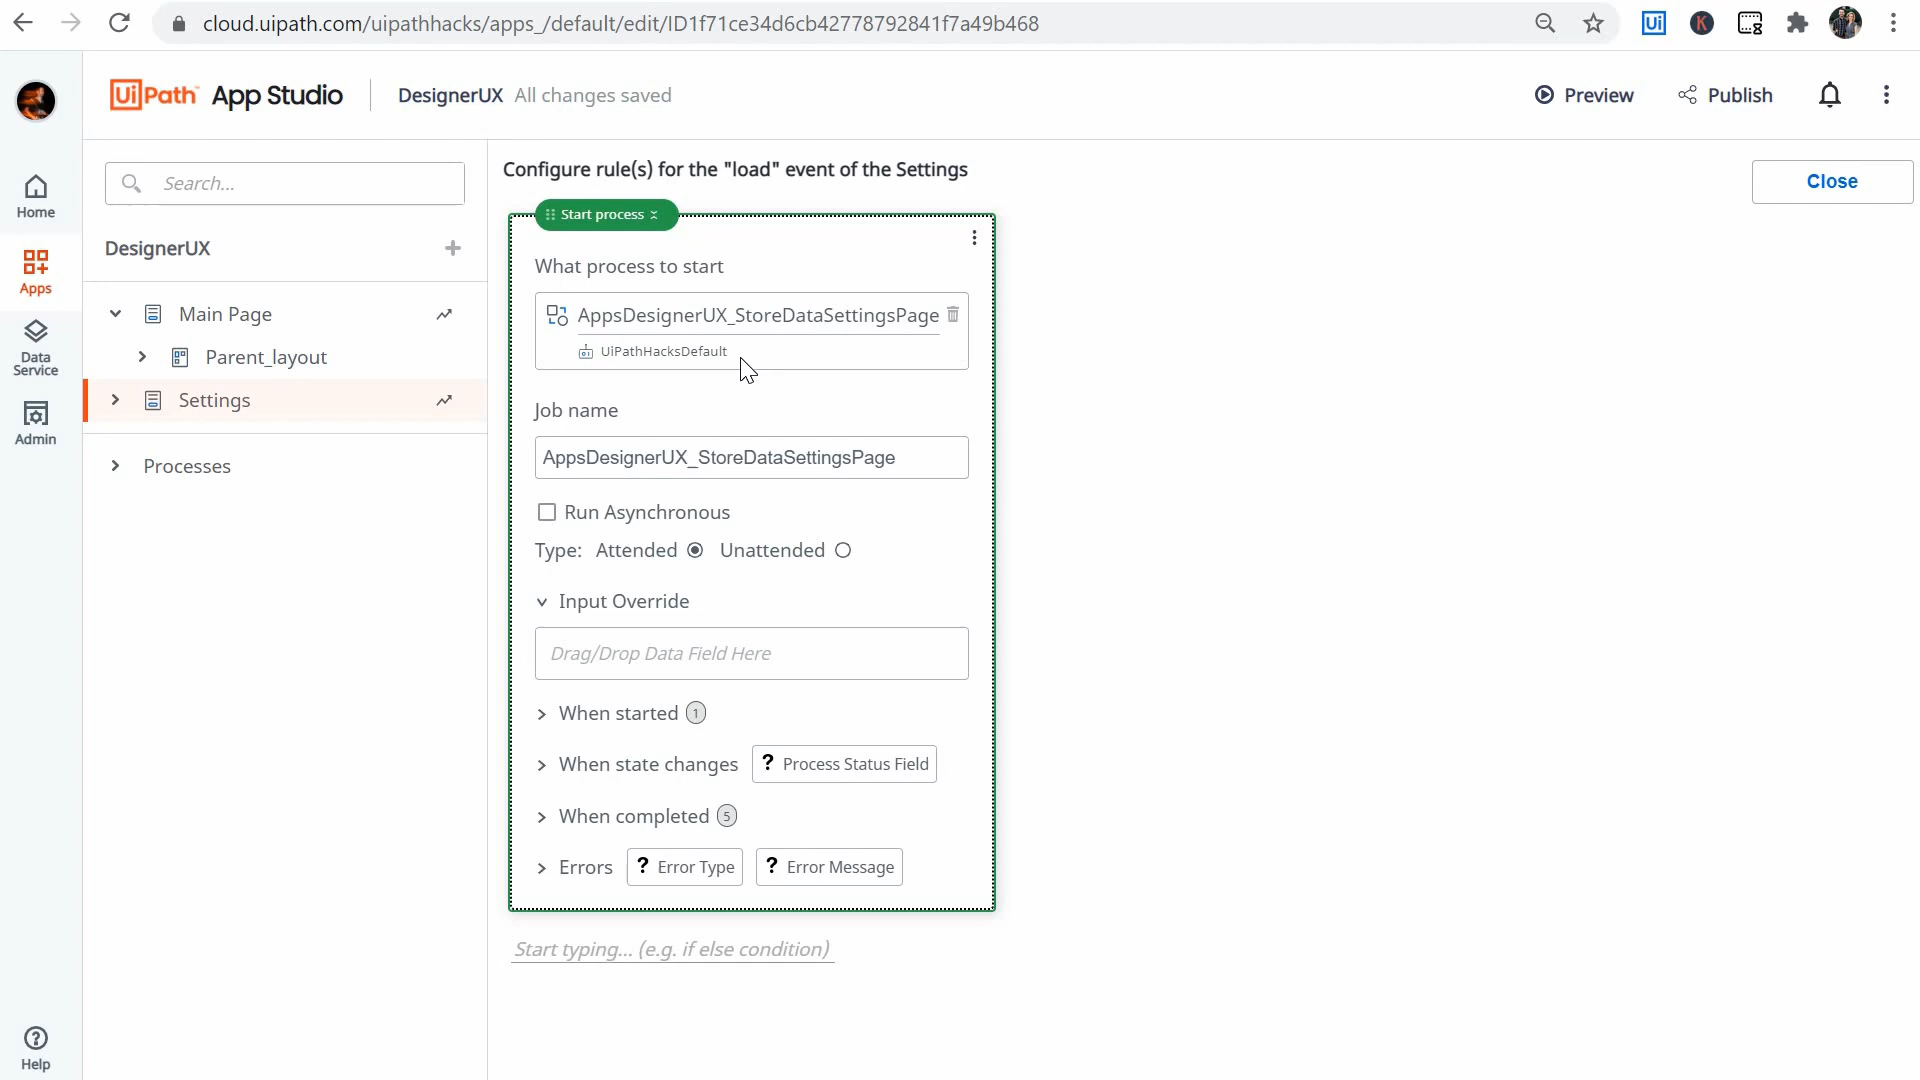 cloud.uipath.com/uipathhacks/apps_/default/edit/ID1f71ce34d6cb42778792841f7a49b468
Ui K
UiPath™ App Studio DesignerUX All changes saved Preview Publish
Search...
Configure rule(s) for the "load" event of the Settings
Close
Home
DesignerUX
Apps
Main Page
Parent_layout
Settings
Processes
Data
Service
Admin
Help
Start process
What process to start
AppsDesignerUX_StoreDataSettingsPage
UiPathHacksDefault
Job name
AppsDesignerUX_StoreDataSettingsPage
Run Asynchronous
Type: Attended Unattended
Input Override
Drag/Drop Data Field Here
When started 1
When state changes ? Process Status Field
When completed 5
Errors ? Error Type ? Error Message
Start typing... (e.g. if else condition)